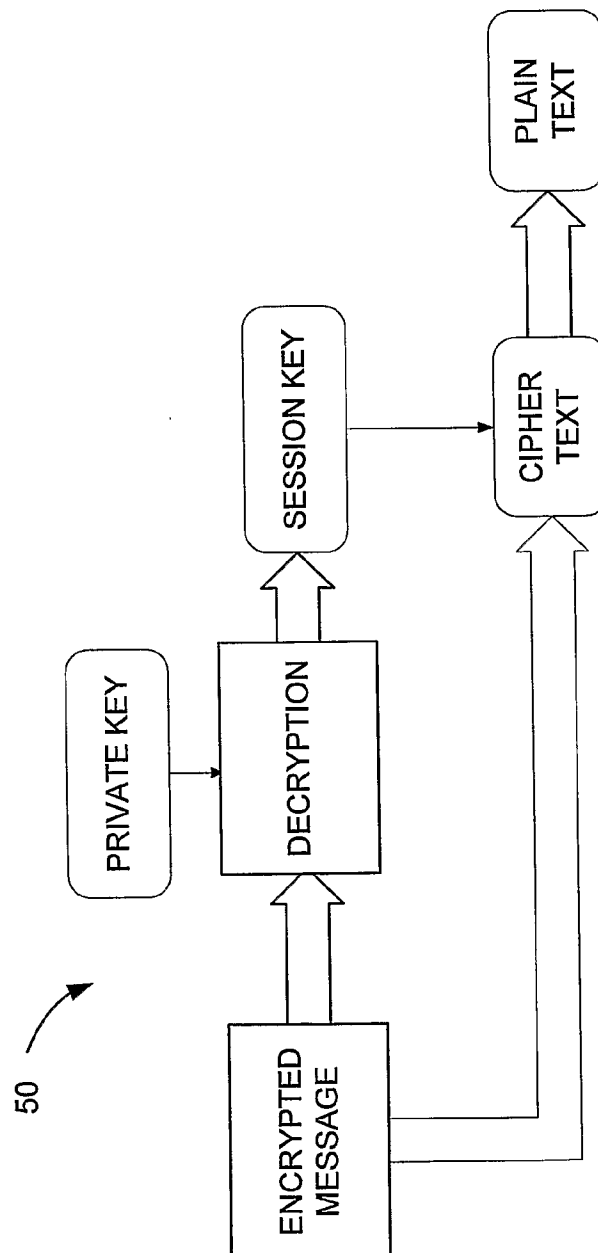 50
PRIVATE KEY
ENCRYPTED
MESSAGE
DECRYPTION
SESSION KEY
CIPHER
TEXT
PLAIN
TEXT